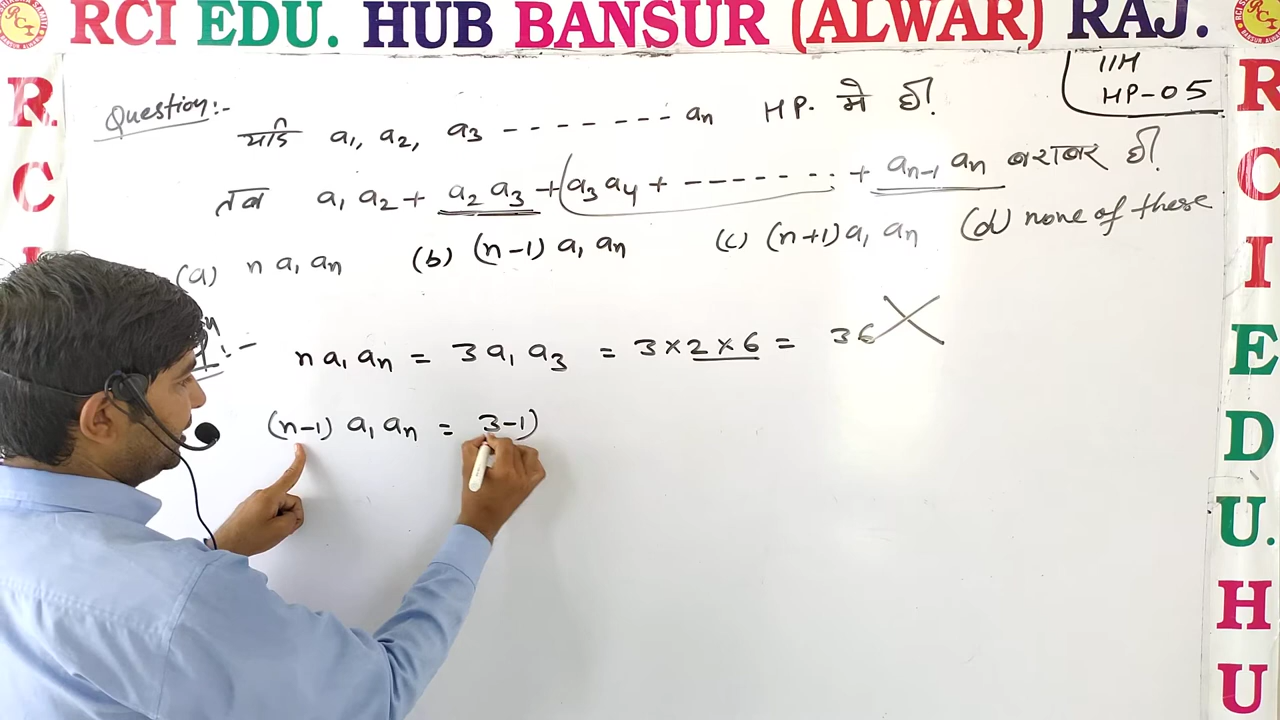 RCI EDU. HUB BANSUR (ALWAR) RAJ.
11H
HP-05
Question:-
यदि a₁, a₂, a₃ - - - - - - - - aₙ HP. मे है।
तब a₁ a₂ + a₂ a₃ + a₃ a₄ + - - - - - - - + aₙ₋₁ aₙ बराबर है।
(a) n a₁ aₙ (b) (n-1) a₁ aₙ (c) (n+1) a₁ aₙ (d) none of these
n a₁ aₙ = 3 a₁ a₃ = 3 × 2 × 6 = 36
(n-1) a₁ aₙ = 3-1)
R.
C
I
R
C
I
E
D
U.
H
U